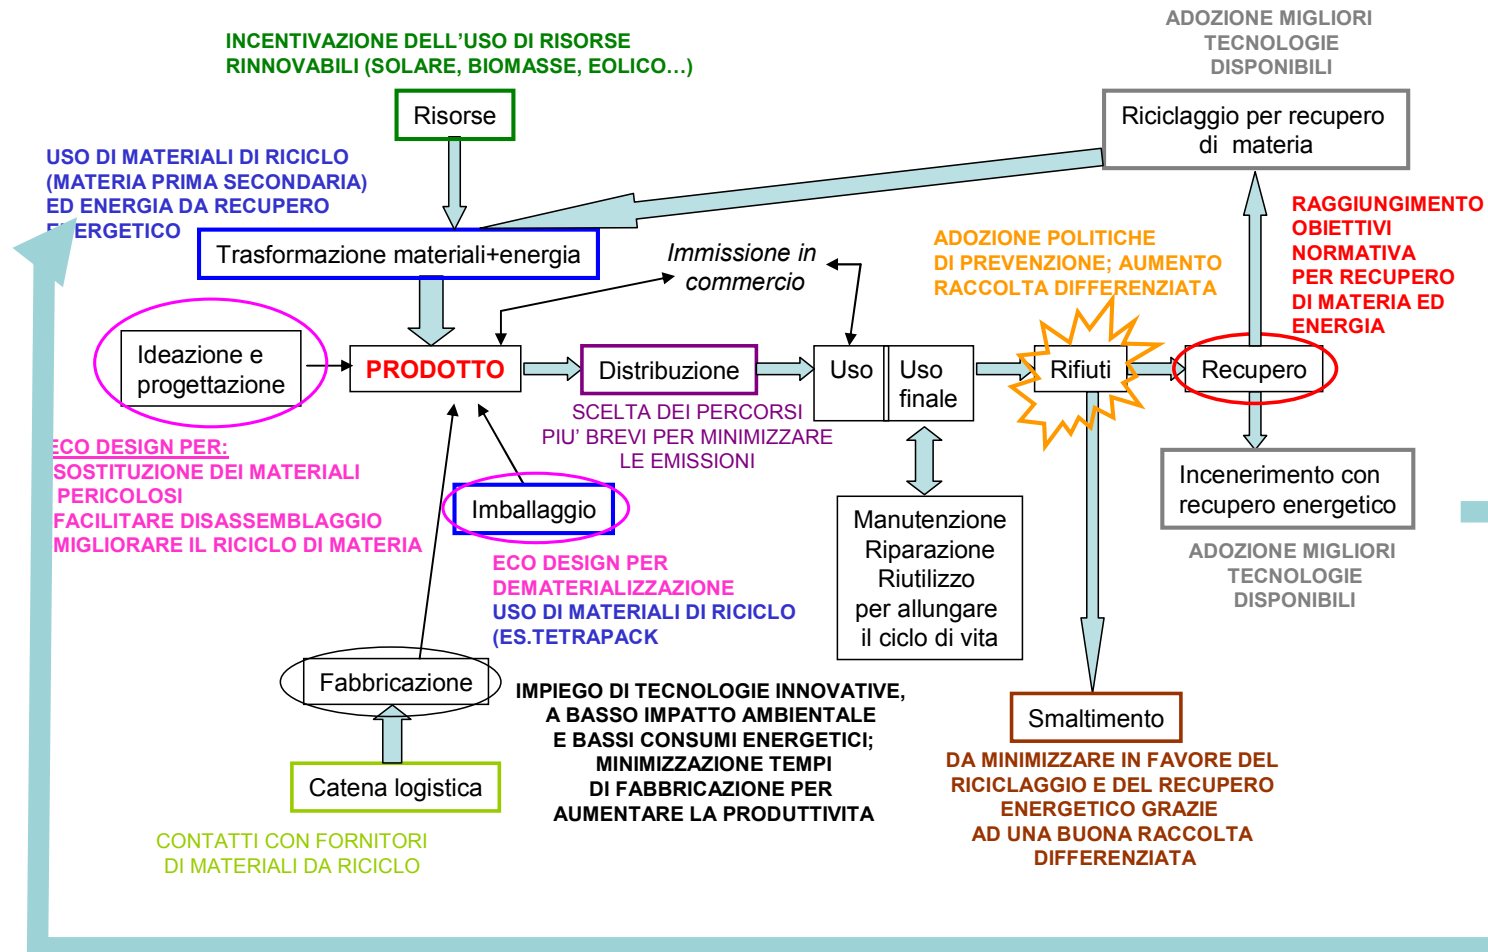 ADOZIONE MIGLIORI
TECNOLOGIE
DISPONIBILI
INCENTIVAZIONE DELL'USO DI RISORSE
RINNOVABILI (SOLARE, BIOMASSE, EOLICO…)
Risorse
Riciclaggio per recupero
di materia
USO DI MATERIALI DI RICICLO
(MATERIA PRIMA SECONDARIA)
ED ENERGIA DA RECUPERO
ENERGETICO
Trasformazione materiali+energia
Immissione in
commercio
ADOZIONE POLITICHE
DI PREVENZIONE; AUMENTO
RACCOLTA DIFFERENZIATA
RAGGIUNGIMENTO
OBIETTIVI
NORMATIVA
PER RECUPERO
DI MATERIA ED
ENERGIA
Ideazione e
progettazione
PRODOTTO
Distribuzione
Uso
Uso
finale
Rifiuti
Recupero
SCELTA DEI PERCORSI
PIU' BREVI PER MINIMIZZARE
LE EMISSIONI
ECO DESIGN PER:
SOSTITUZIONE DEI MATERIALI
PERICOLOSI
FACILITARE DISASSEMBLAGGIO
MIGLIORARE IL RICICLO DI MATERIA
Imballaggio
ECO DESIGN PER
DEMATERIALIZZAZIONE
USO DI MATERIALI DI RICICLO
(ES.TETRAPACK
Manutenzione
Riparazione
Riutilizzo
per allungare
il ciclo di vita
Incenerimento con
recupero energetico
ADOZIONE MIGLIORI
TECNOLOGIE
DISPONIBILI
Fabbricazione
IMPIEGO DI TECNOLOGIE INNOVATIVE,
A BASSO IMPATTO AMBIENTALE
E BASSI CONSUMI ENERGETICI;
MINIMIZZAZIONE TEMPI
DI FABBRICAZIONE PER
AUMENTARE LA PRODUTTIVITA
Smaltimento
DA MINIMIZZARE IN FAVORE DEL
RICICLAGGIO E DEL RECUPERO
ENERGETICO GRAZIE
AD UNA BUONA RACCOLTA
DIFFERENZIATA
Catena logistica
CONTATTI CON FORNITORI
DI MATERIALI DA RICICLO